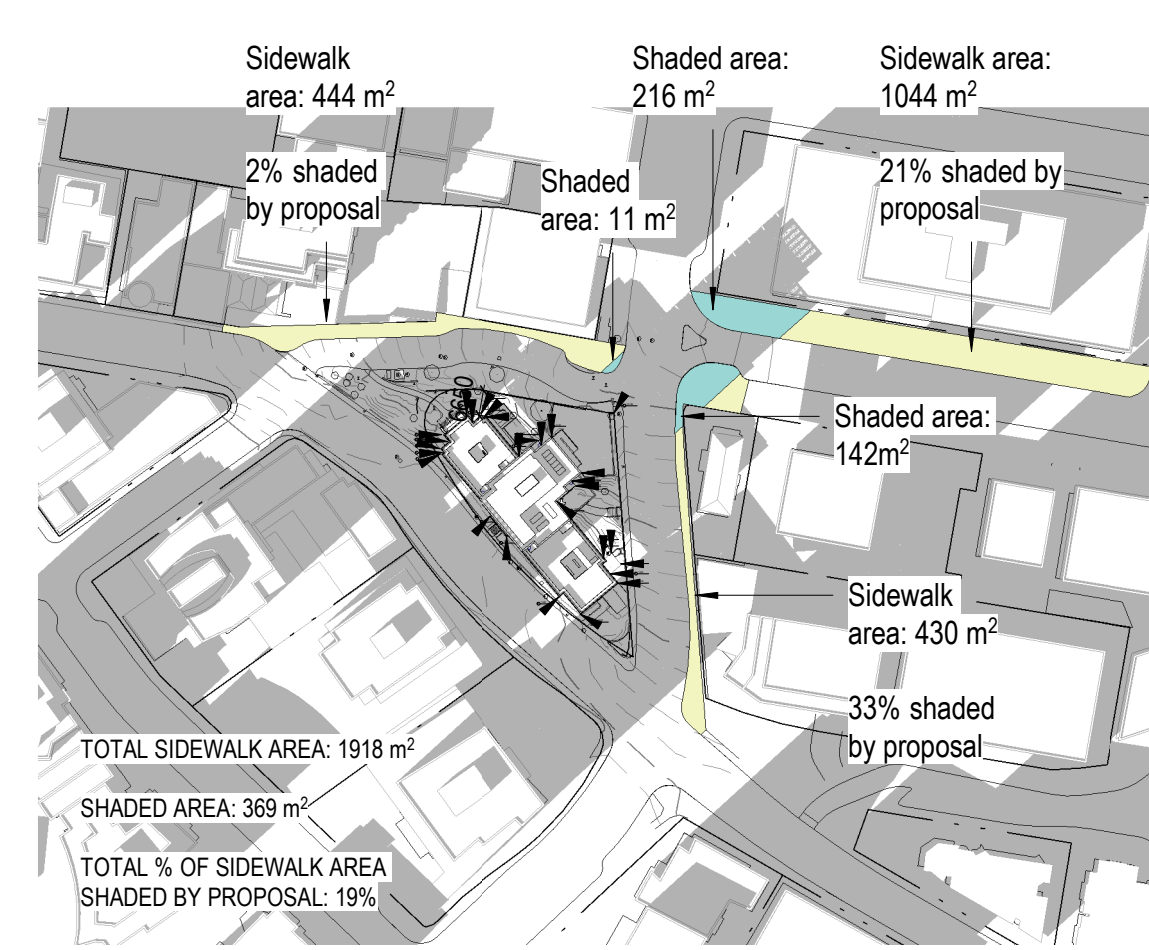 Sidewalk
area: 444 m²
Shaded area:
216 m²
Sidewalk area:
1044 m²
2% shaded
by proposal
Shaded
area: 11 m²
21% shaded by
proposal
Shaded area:
142m²
Sidewalk
area: 430 m²
33% shaded
by proposal
TOTAL SIDEWALK AREA: 1918 m²
SHADED AREA: 369 m²
TOTAL % OF SIDEWALK AREA
SHADED BY PROPOSAL: 19%